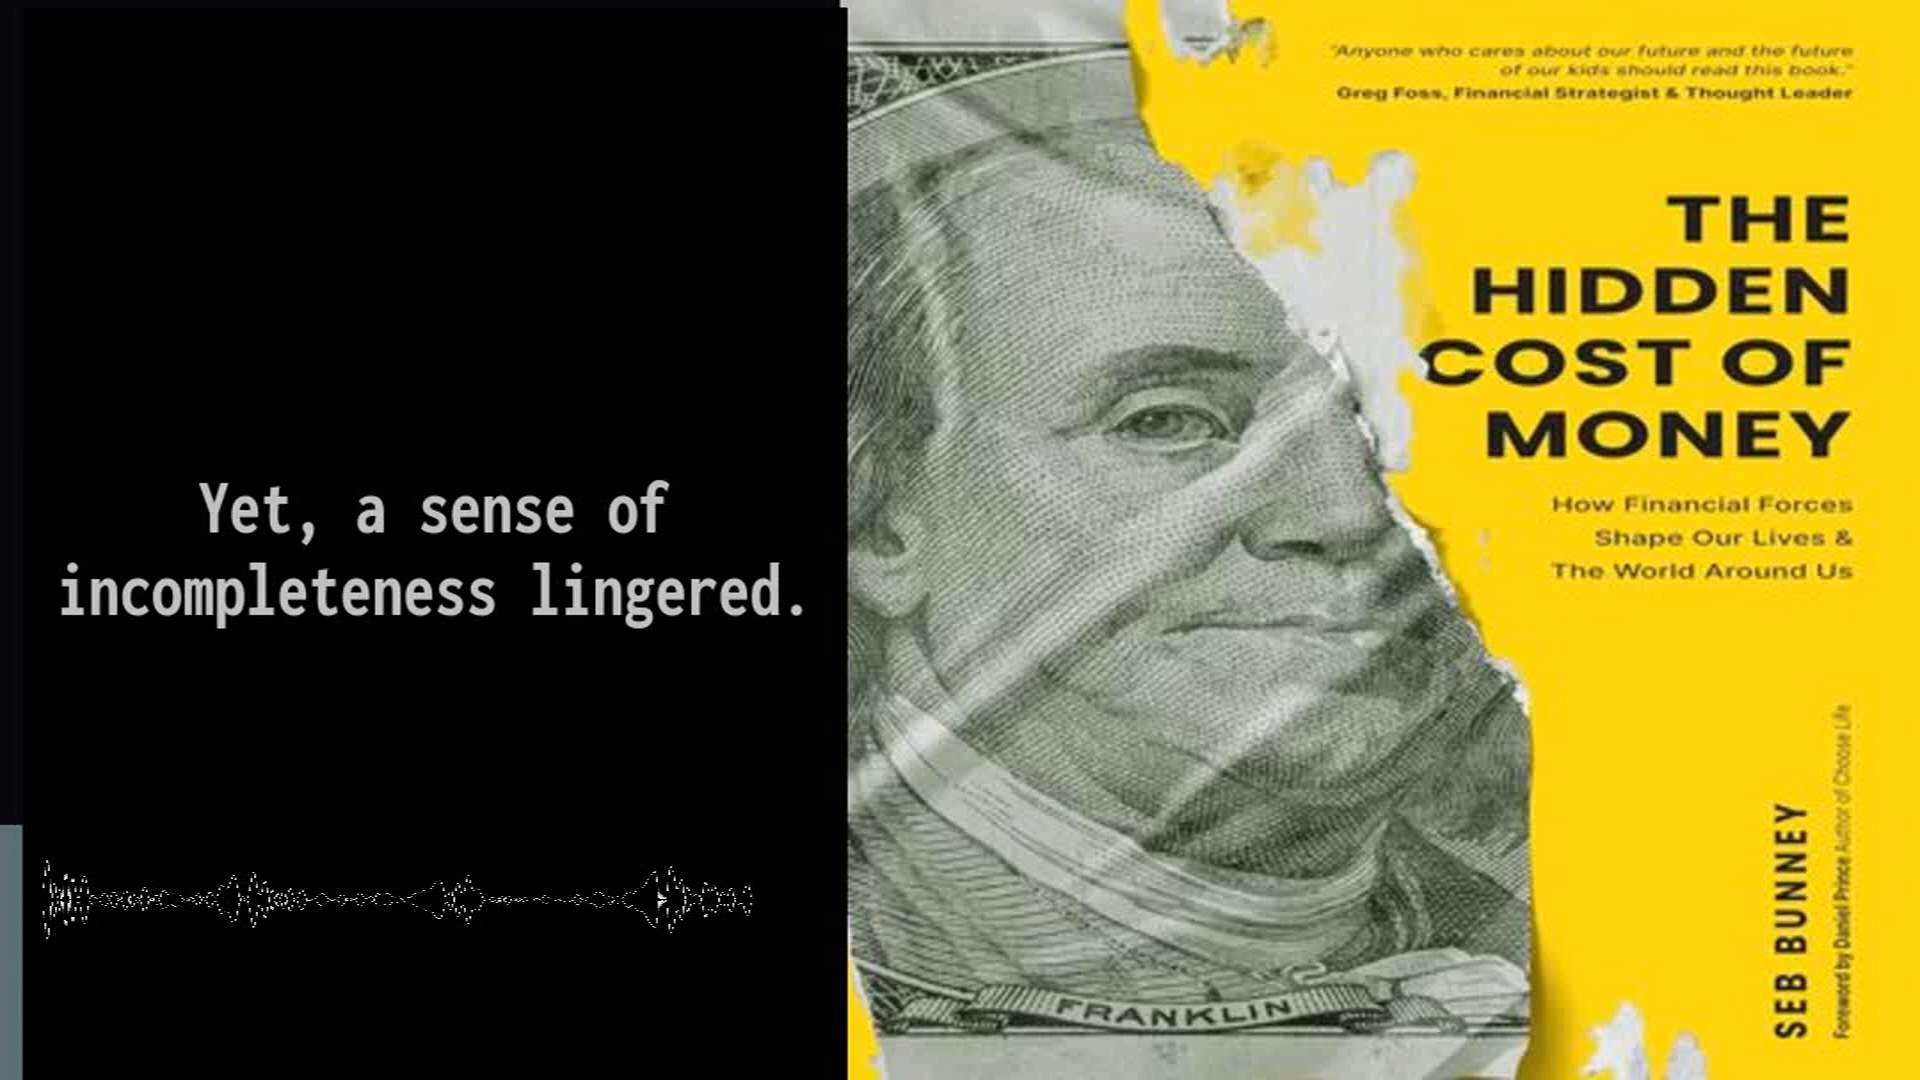 Yet, a sense of
incompleteness lingered.
"Anyone who cares about our future and the future
of our kids should read this book."
Greg Foss, Financial Strategist & Thought Leader
THE
HIDDEN
COST OF
MONEY
How Financial Forces
Shape Our Lives &
The World Around Us
SEB BUNNEY
Foreword by Daniel Prince Author of Choose Life
FRANKLIN